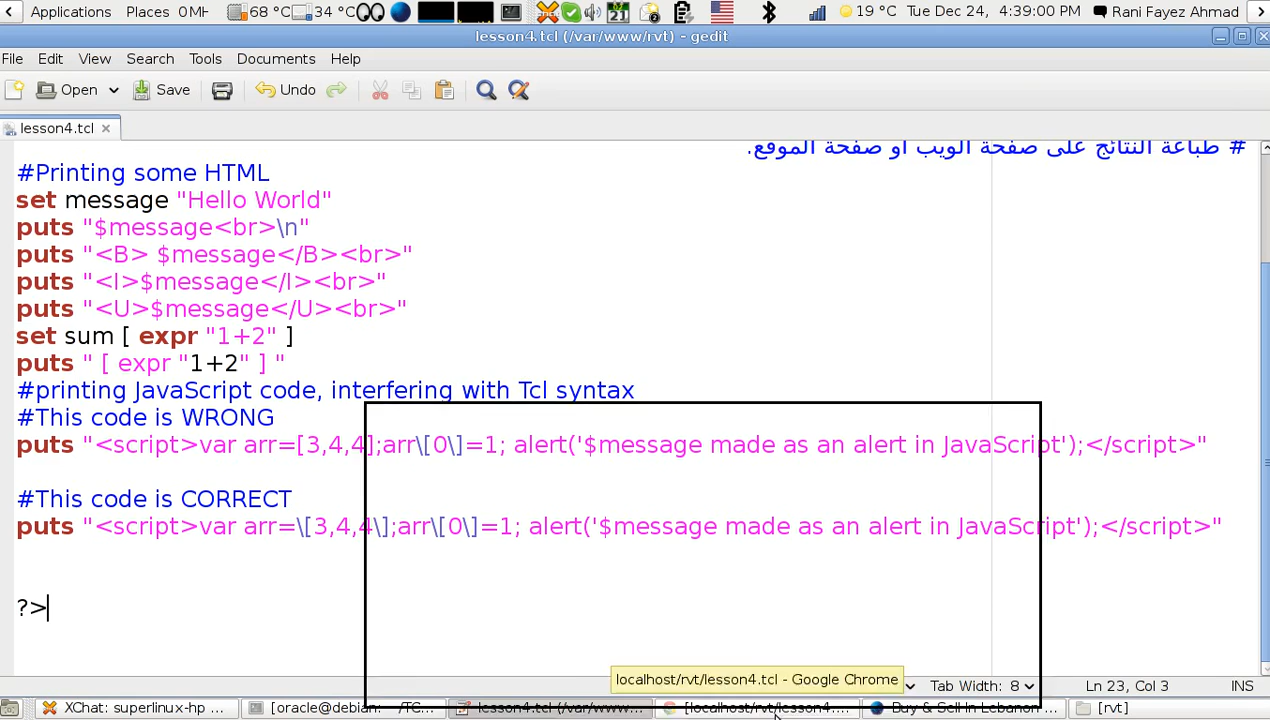 Applications Places 0MH 68 °C 34 °C 21 19 °C Tue Dec 24, 4:39:00 PM Rani Fayez Ahmad
lesson4.tcl (/var/www/rvt) - gedit
File Edit View Search Tools Documents Help
Open Save Undo
lesson4.tcl
# طباعة النتائج على صفحة الويب او صفحة الموقع.
#Printing some HTML
set message "Hello World"
puts "$message<br>\n"
puts "<B> $message</B><br>"
puts "<I>$message</I><br>"
puts "<U>$message</U><br>"
set sum [ expr "1+2" ]
puts " [ expr "1+2" ] "
#printing JavaScript code, interfering with Tcl syntax
#This code is WRONG
puts "<script>var arr=[3,4,4];arr\[0\]=1; alert('$message made as an alert in JavaScript');</script>"
#This code is CORRECT
puts "<script>var arr=\[3,4,4\];arr\[0\]=1; alert('$message made as an alert in JavaScript');</script>"
?>
localhost/rvt/lesson4.tcl - Google Chrome
Tab Width: 8 Ln 23, Col 3 INS
XChat: superlinux-hp ... [oracle@debian: ~/TC... lesson4.tcl (/var/www... [localhost/rvt/lesson4.... Buy & Sell In Lebanon ... [rvt]